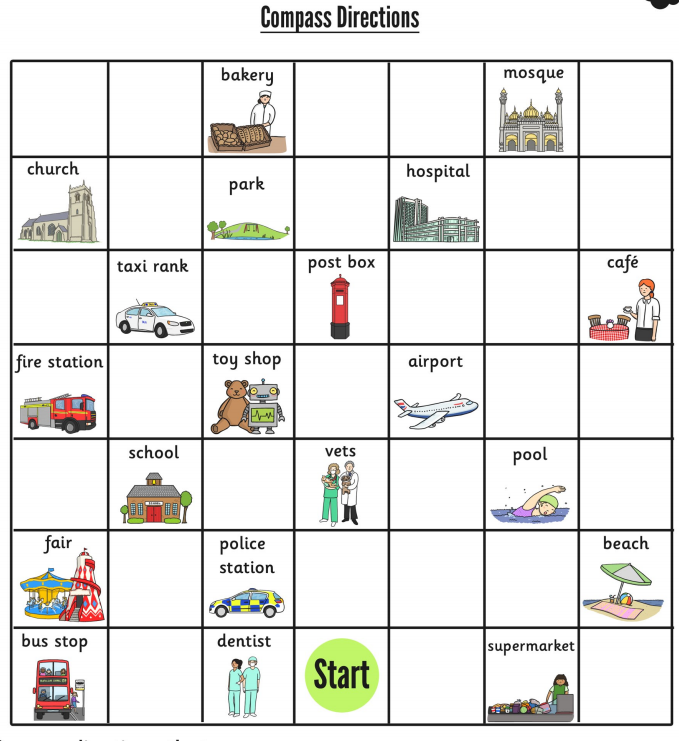 Compass Directions
bakery
mosque
church
park
hospital
taxi rank
post box
café
fire station
toy shop
airport
school
vets
pool
fair
police
station
beach
bus stop
dentist
Start
supermarket